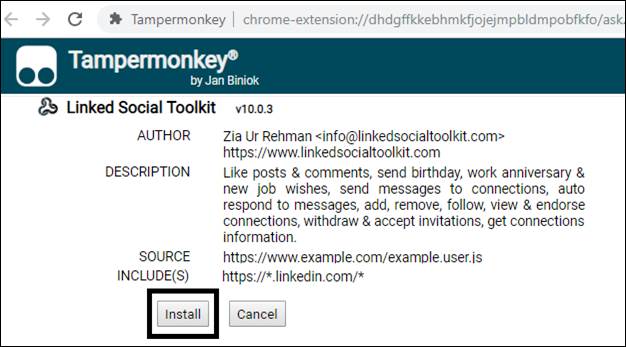 Tampermonkey chrome-extension://dhdgffkkebhmkfjojejmpbldmpobfkfo/ask.
Tampermonkey®
by Jan Biniok
Linked Social Toolkit v10.0.3
AUTHOR Zia Ur Rehman <info@linkedsocialtoolkit.com>
https://www.linkedsocialtoolkit.com
DESCRIPTION Like posts & comments, send birthday, work anniversary &
new job wishes, send messages to connections, auto
respond to messages, add, remove, follow, view & endorse
connections, withdraw & accept invitations, get connections
information.
SOURCE https://www.example.com/example.user.js
INCLUDE(S) https://*.linkedin.com/*
Install Cancel